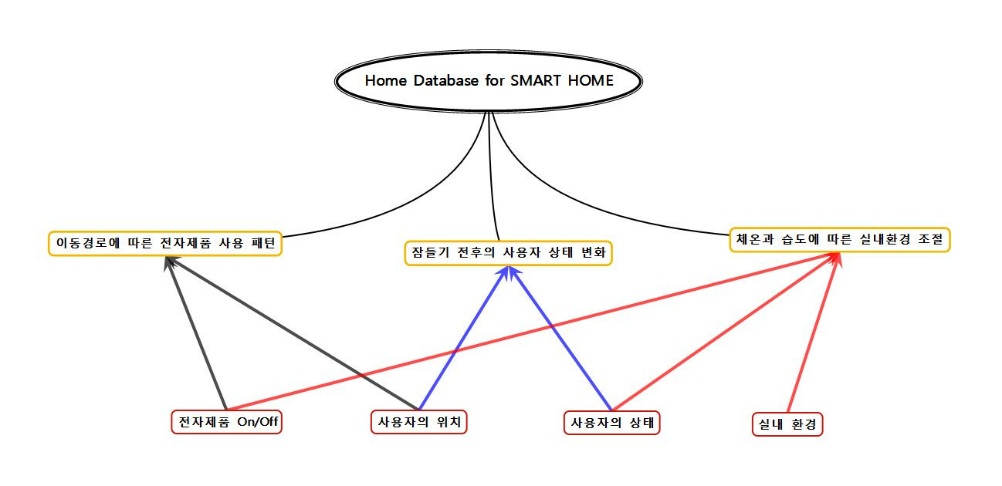 Home Database for SMART HOME
이동경로에 따른 전자제품 사용 패턴
잠들기 전후의 사용자 상태 변화
체온과 습도에 따른 실내환경 조절
전자제품 On/Off
사용자의 위치
사용자의 상태
실내 환경